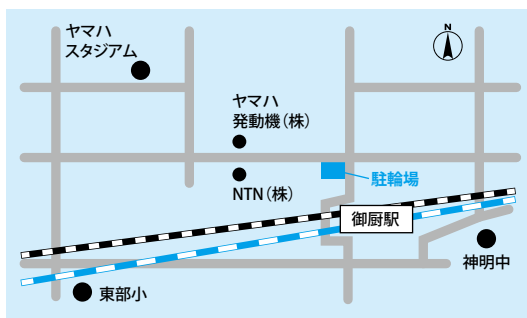 ヤマハ
スタジアム
N
ヤマハ
発動機（株）
NTN（株）
駐輪場
御厨駅
神明中
東部小